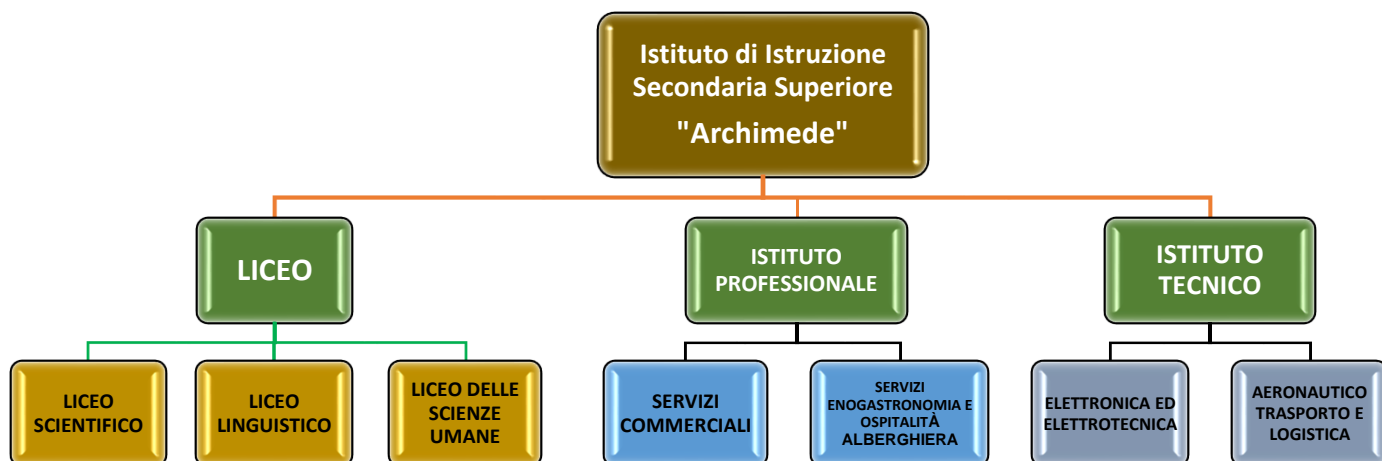 Istituto di Istruzione
Secondaria Superiore
"Archimede"
LICEO
ISTITUTO
PROFESSIONALE
ISTITUTO
TECNICO
LICEO
SCIENTIFICO
LICEO
LINGUISTICO
LICEO DELLE
SCIENZE
UMANE
SERVIZI
COMMERCIALI
SERVIZI
ENOGASTRONOMIA E
OSPITALITÀ
ALBERGHIERA
ELETTRONICA ED
ELETTROTECNICA
AERONAUTICO
TRASPORTO E
LOGISTICA